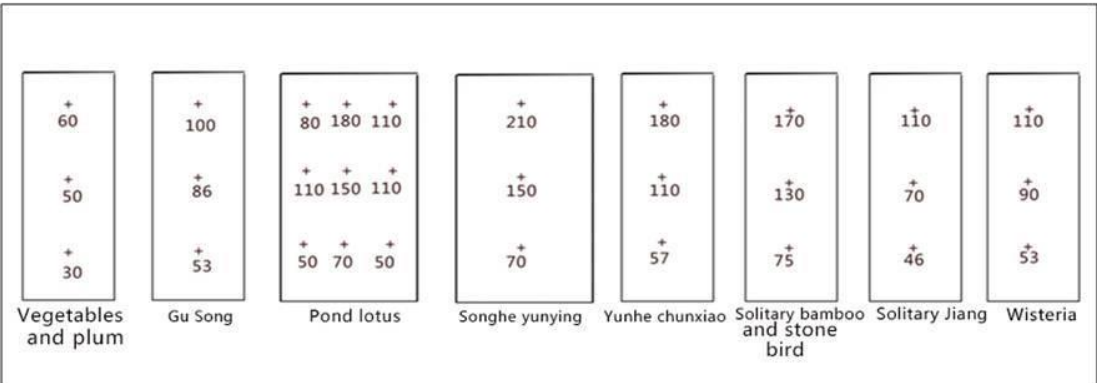 + + + + + + + + + +
60 100 80 180 110 210 180 170 110 110
+ + + + + + + + + +
50 86 110 150 110 150 110 130 70 90
+ + + + + + + + + +
30 53 50 70 50 70 57 75 46 53
Vegetables and plum
Gu Song
Pond lotus
Songhe yunying
Yunhe chunxiao
Solitary bamboo
and stone
bird
Solitary Jiang
Wisteria